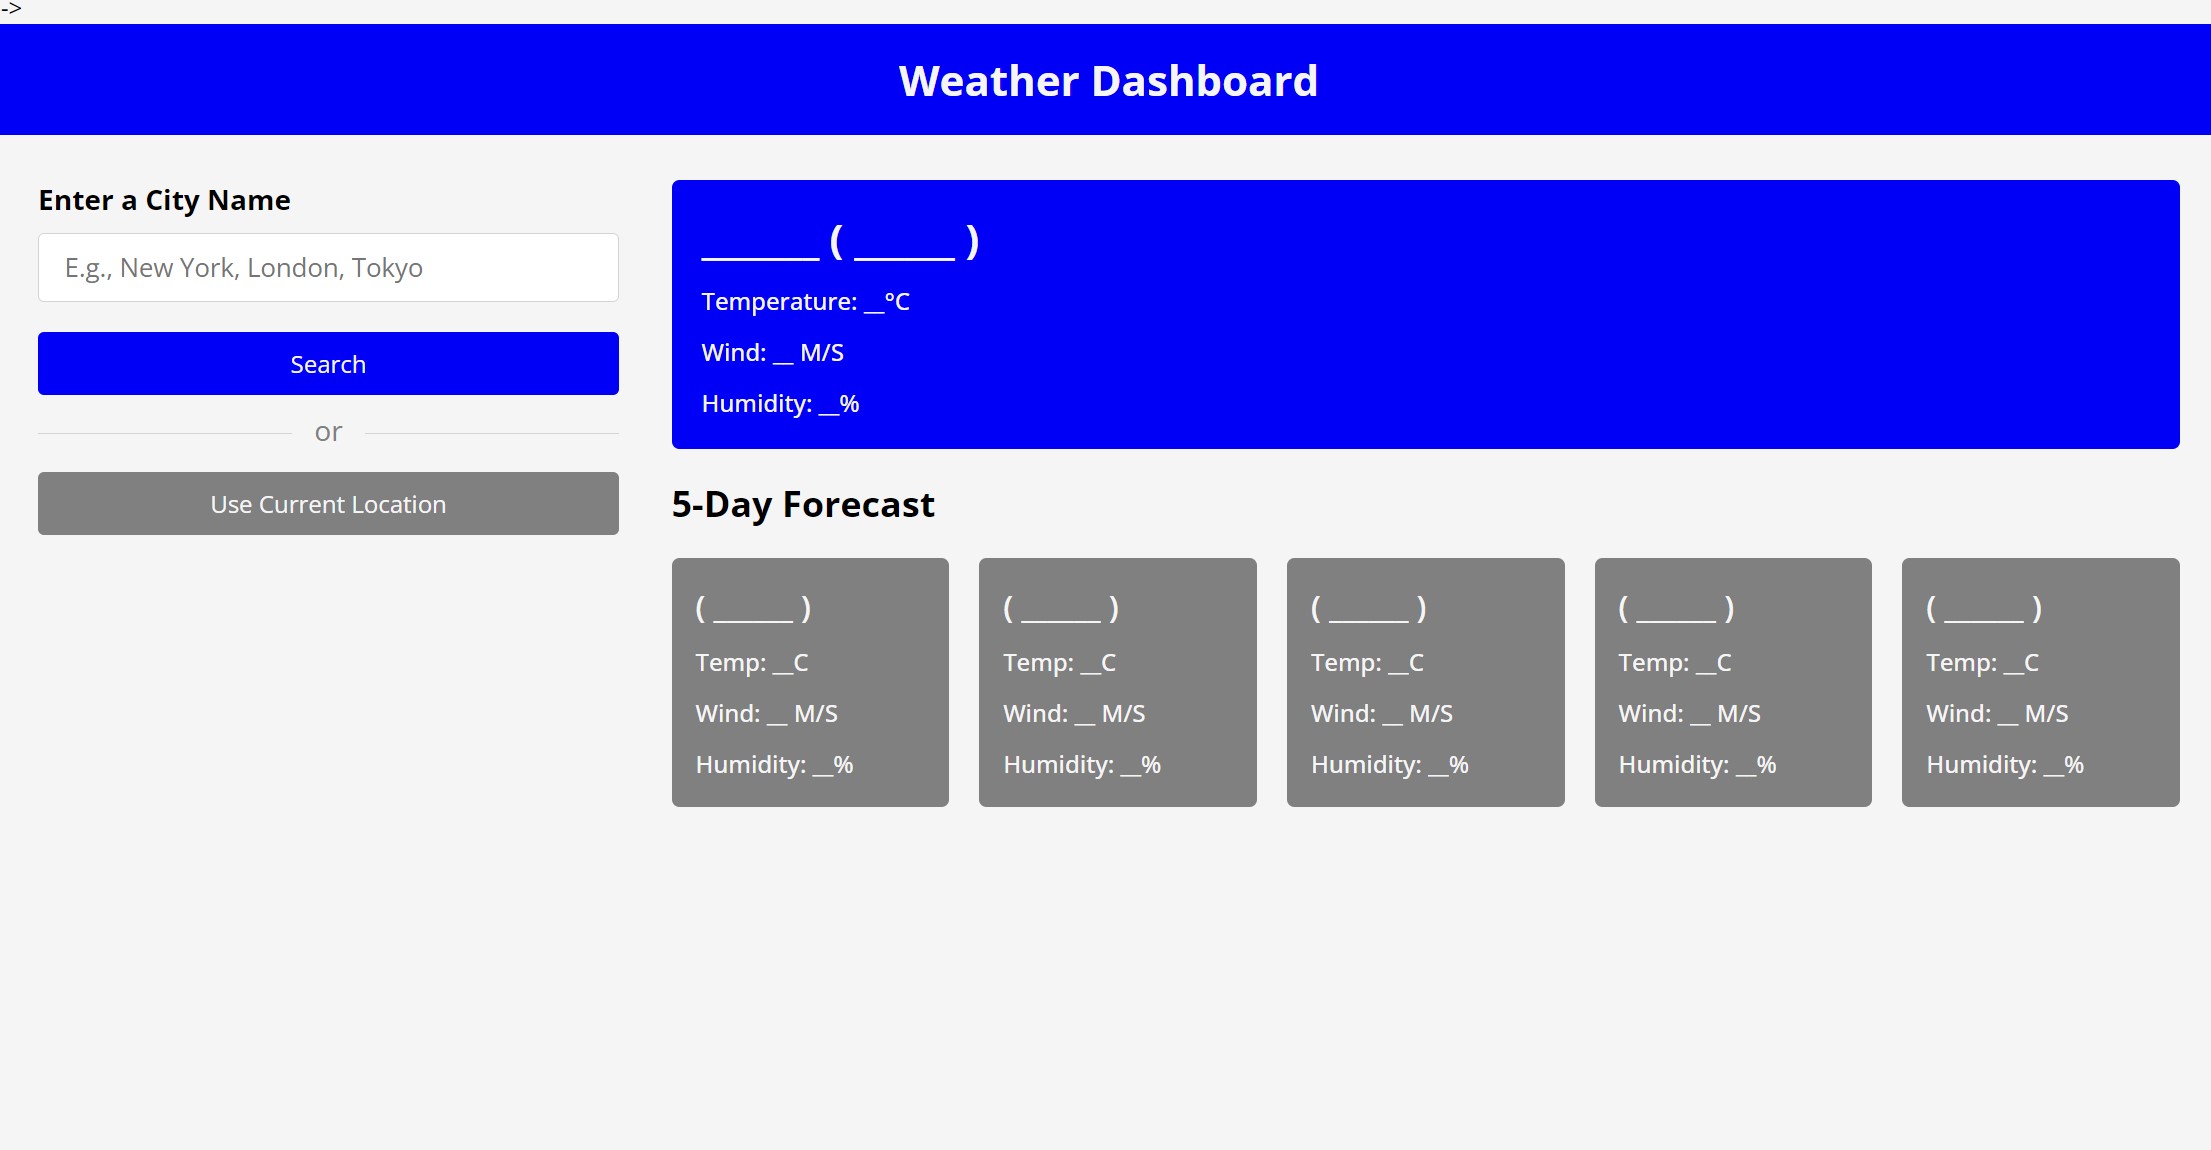 ->
Weather Dashboard
Enter a City Name
E.g., New York, London, Tokyo
Search
or
Use Current Location
_______ ( ______ )
Temperature: __°C
Wind: __ M/S
Humidity: __%
5-Day Forecast
( ______ )
Temp: __C
Wind: __ M/S
Humidity: __%
( ______ )
Temp: __C
Wind: __ M/S
Humidity: __%
( ______ )
Temp: __C
Wind: __ M/S
Humidity: __%
( ______ )
Temp: __C
Wind: __ M/S
Humidity: __%
( ______ )
Temp: __C
Wind: __ M/S
Humidity: __%